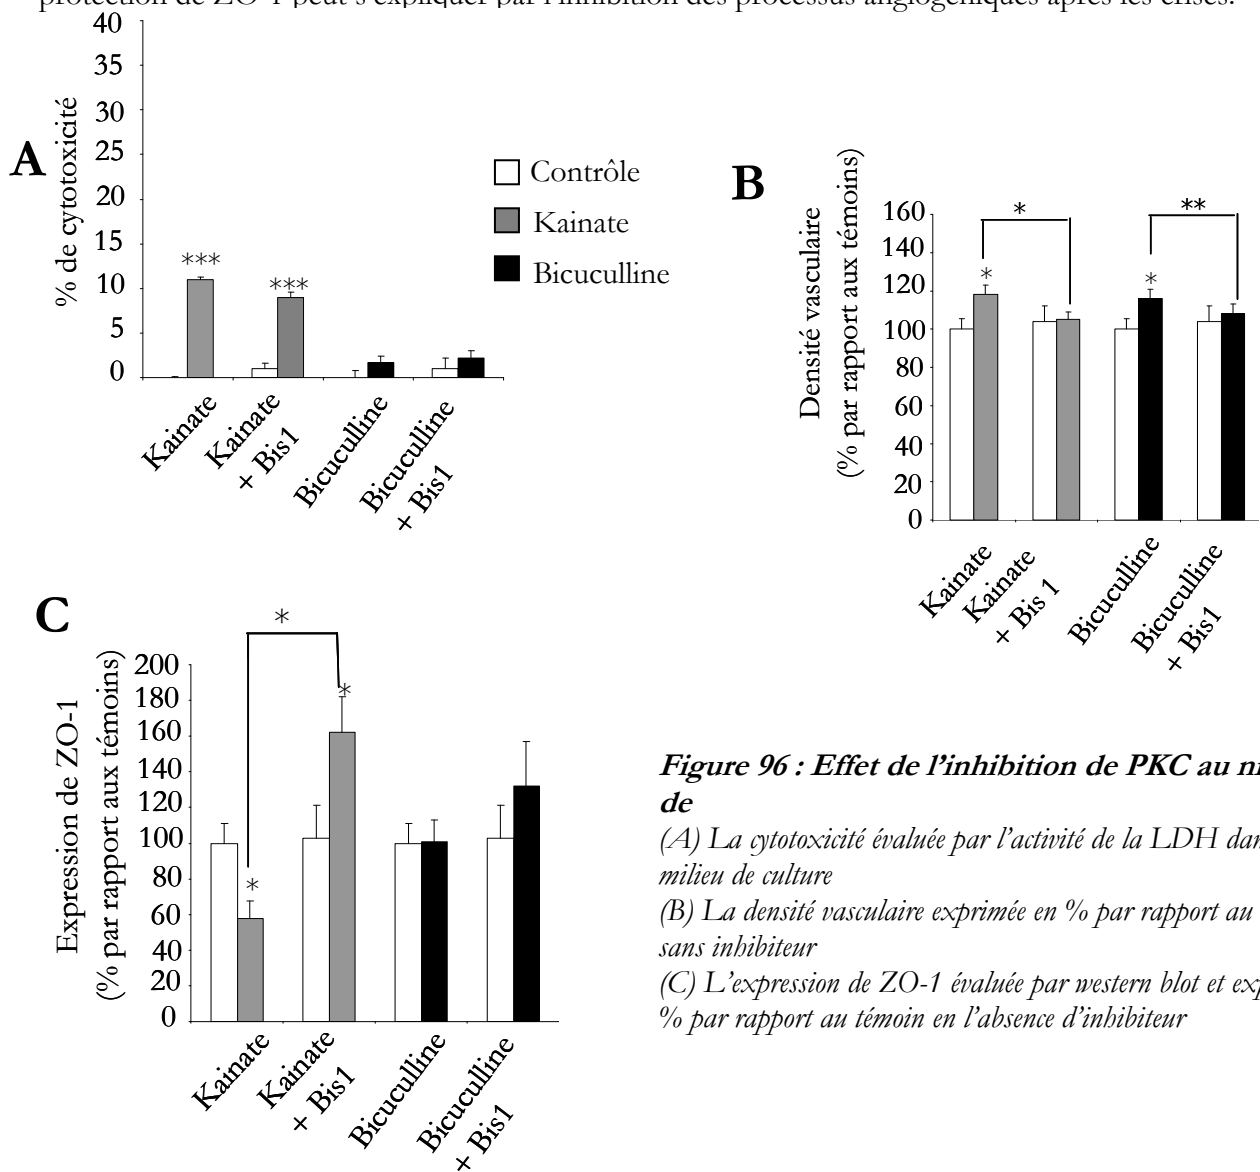 protection de ZO-1 peut s'expliquer par l'inhibition des processus angiogéniques après les crises.
A
% de cytotoxicité
40
35
30
25
20
15
10
5
0
***
***
Kainate
Kainate
+ Bis1
Bicuculline
Bicuculline
+ Bis1
Contrôle
Kainate
Bicuculline
B
Densité vasculaire
(% par rapport aux témoins)
160
140
120
100
80
60
40
20
0
*
*
*
**
Kainate
Kainate
+ Bis 1
Bicuculline
Bicuculline
+ Bis1
C
Expression de ZO-1
(% par rapport aux témoins)
200
180
160
140
120
100
80
60
40
20
0
*
*
*
Kainate
Kainate
+ Bis1
Bicuculline
Bicuculline
+ Bis1
Figure 96 : Effet de l'inhibition de PKC au
de
(A) La cytotoxicité évaluée par l'activité de la LDH
milieu de culture
(B) La densité vasculaire exprimée en % par rapport au
sans inhibiteur
(C) L'expression de ZO-1 évaluée par western blot et
% par rapport au témoin en l'absence d'inhibiteur